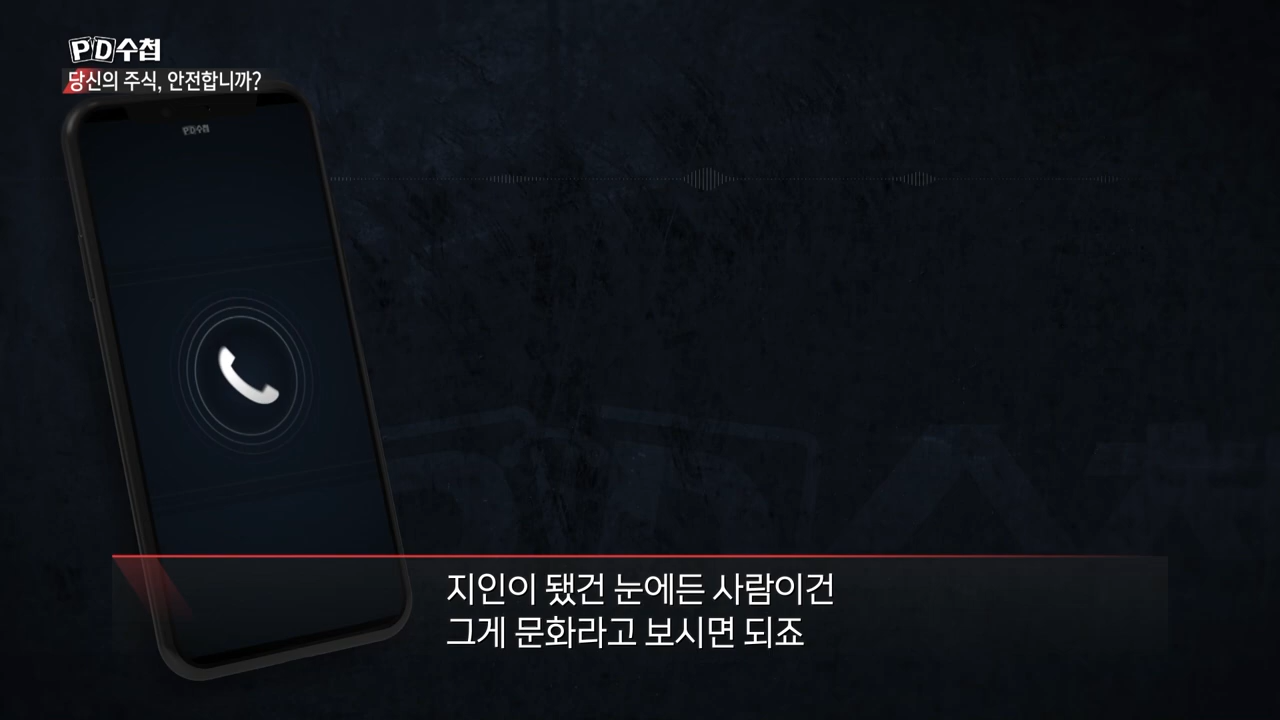 PD수첩
당신의 주식, 안전합니까?
PD수첩
지인이 됐건 눈에든 사람이건
그게 문화라고 보시면 되죠